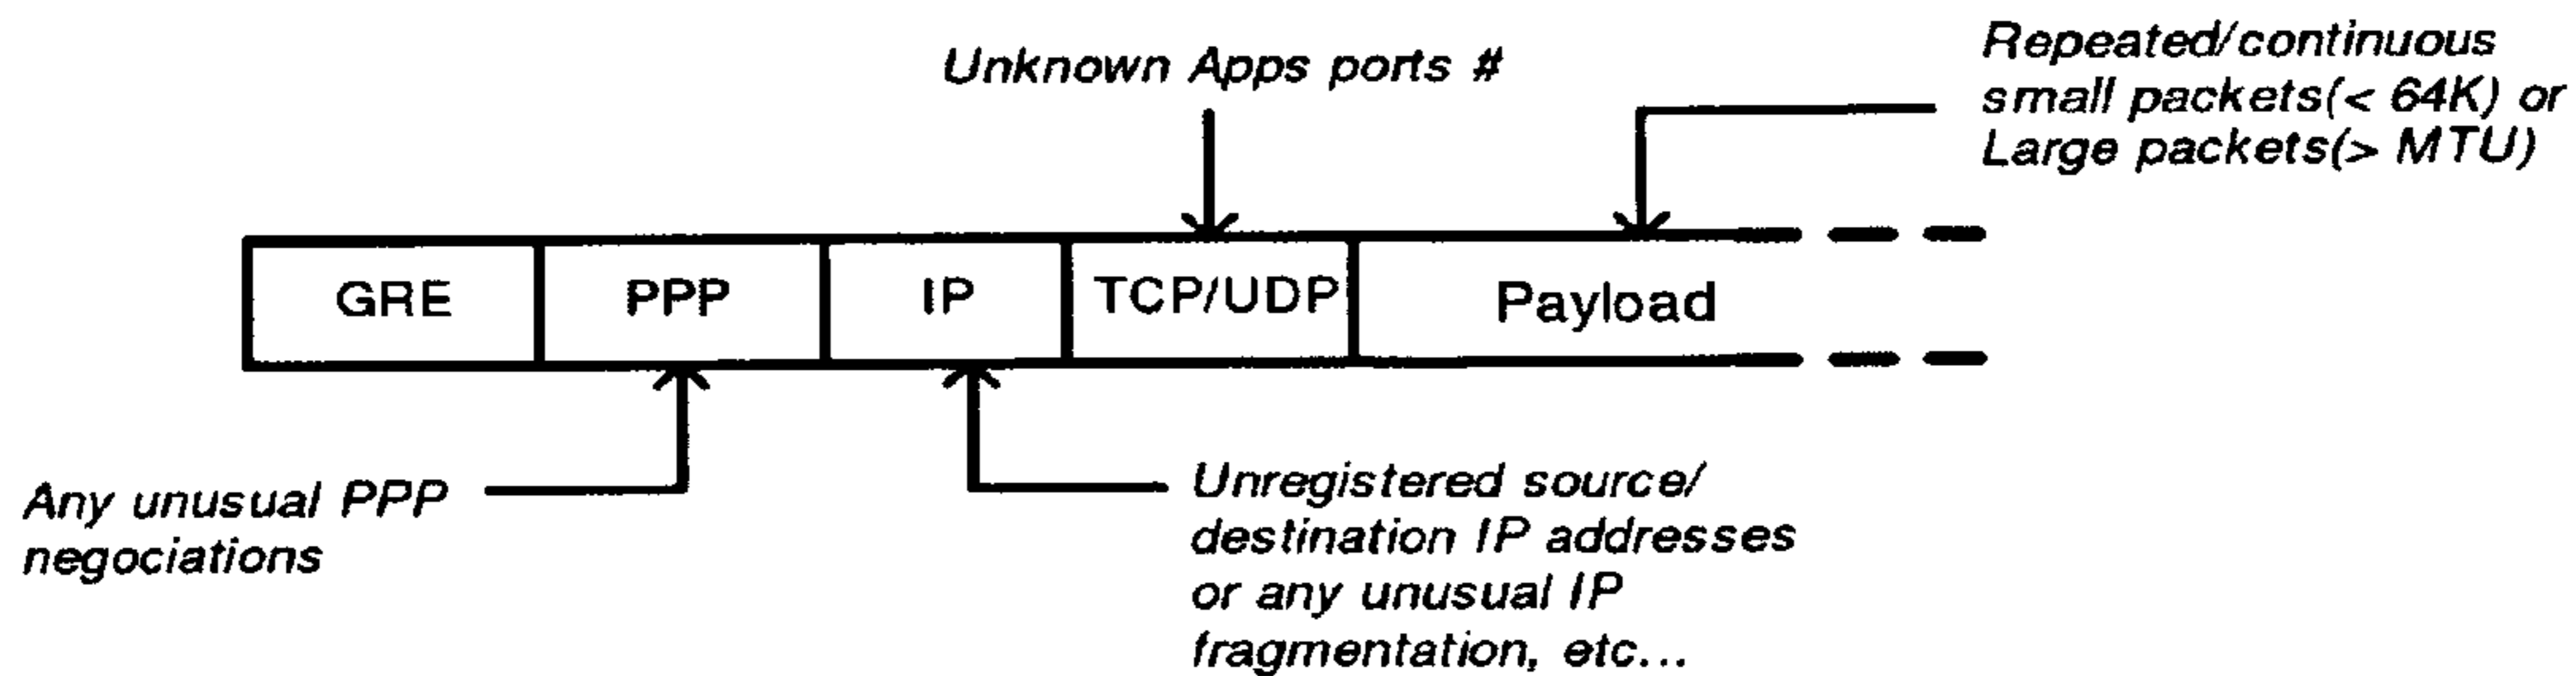 Unknown Apps ports #
Repeated/continuous
small packets(< 64K) or
Large packets(> MTU)
GRE
PPP
IP
TCP/UDP
Payload
Any unusual PPP
negociations
Unregistered source/
destination IP addresses
or any unusual IP
fragmentation, etc...